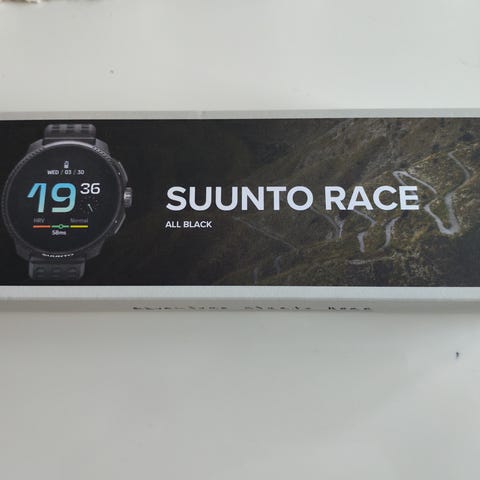 WED / 03 / 30
19 36
HRV Normal
58ms
SUUNTO
SUUNTO RACE
ALL BLACK